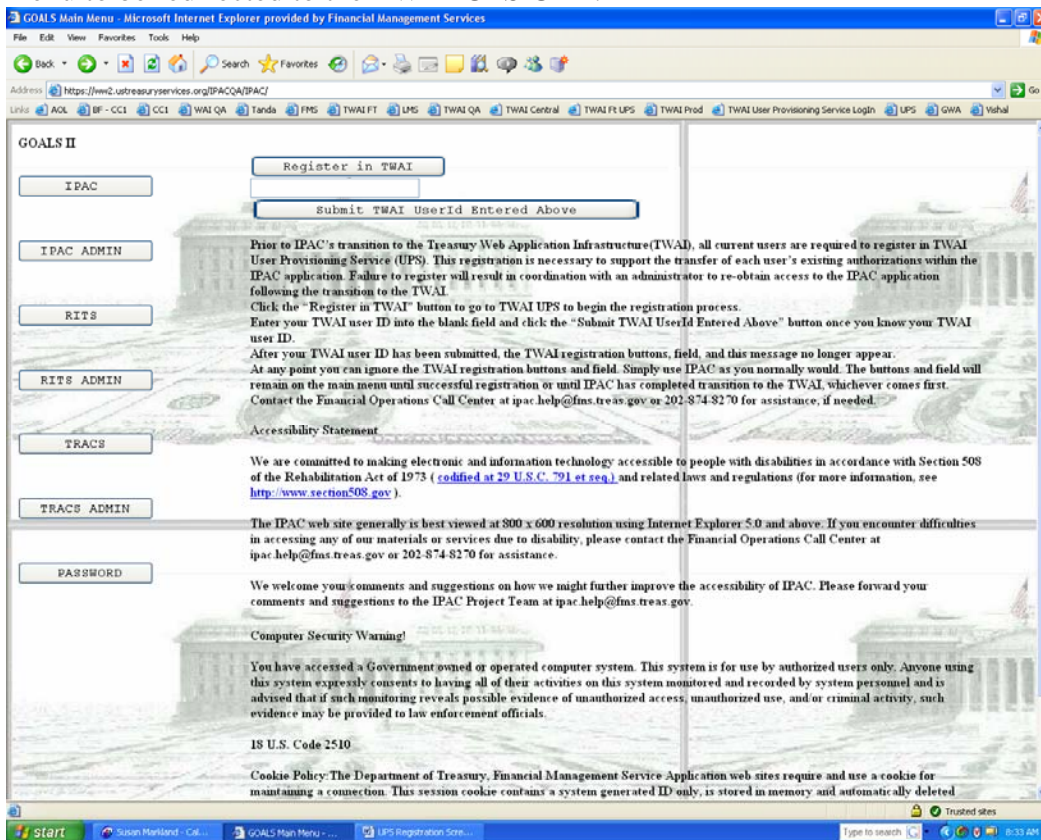 GOALS Main Menu - Microsoft Internet Explorer provided by Financial Management Services
File Edit View Favorites Tools Help
Back Search Favorites
Address https://ww2.ustreasuryservices.org/IPACQA/IPAC/ Go
Links AOL BF - CC1 CC1 WAI QA Tanda FMS TWAI FT LMS TWAI QA TWAI Central TWAI Ft UPS TWAI Prod TWAI User Provisioning Service LogIn UPS GWA Vishal
GOALS II
Register in TWAI
IPAC
Submit TWAI UserId Entered Above
IPAC ADMIN
RITS
RITS ADMIN
TRACS
TRACS ADMIN
PASSWORD
Prior to IPAC's transition to the Treasury Web Application Infrastructure(TWAI), all current users are required to register in TWAI
User Provisioning Service (UPS). This registration is necessary to support the transfer of each user's existing authorizations within the
IPAC application. Failure to register will result in coordination with an administrator to re-obtain access to the IPAC application
following the transition to the TWAI.
Click the "Register in TWAI" button to go to TWAI UPS to begin the registration process.
Enter your TWAI user ID into the blank field and click the "Submit TWAI UserId Entered Above" button once you know your TWAI
user ID.
After your TWAI user ID has been submitted, the TWAI registration buttons, field, and this message no longer appear.
At any point you can ignore the TWAI registration buttons and field. Simply use IPAC as you normally would. The buttons and field will
remain on the main menu until successful registration or until IPAC has completed transition to the TWAI, whichever comes first.
Contact the Financial Operations Call Center at ipac.help@fms.treas.gov or 202-874-8270 for assistance, if needed.
Accessibility Statement
We are committed to making electronic and information technology accessible to people with disabilities in accordance with Section 508
of the Rehabilitation Act of 1973 ( codified at 29 U.S.C. 791 et seq.) and related laws and regulations (for more information, see
http://www.section508.gov ).
The IPAC web site generally is best viewed at 800 x 600 resolution using Internet Explorer 5.0 and above. If you encounter difficulties
in accessing any of our materials or services due to disability, please contact the Financial Operations Call Center at
ipac.help@fms.treas.gov or 202-874-8270 for assistance.
We welcome your comments and suggestions on how we might further improve the accessibility of IPAC. Please forward your
comments and suggestions to the IPAC Project Team at ipac.help@fms.treas.gov.
Computer Security Warning!
You have accessed a Government owned or operated computer system. This system is for use by authorized users only. Anyone using
this system expressly consents to having all of their activities on this system monitored and recorded by system personnel and is
advised that if such monitoring reveals possible evidence of unauthorized access, unauthorized use, and/or criminal activity, such
evidence may be provided to law enforcement officials.
18 U.S. Code 2510
Cookie Policy:The Department of Treasury, Financial Management Service Application web sites require and use a cookie for
maintaining a connection. This session cookie contains a system generated ID only, is stored in memory and automatically deleted
Trusted sites
start Susan Markland - Cal... GOALS Main Menu - ... UPS Registration Scre... Type to search 8:33 AM